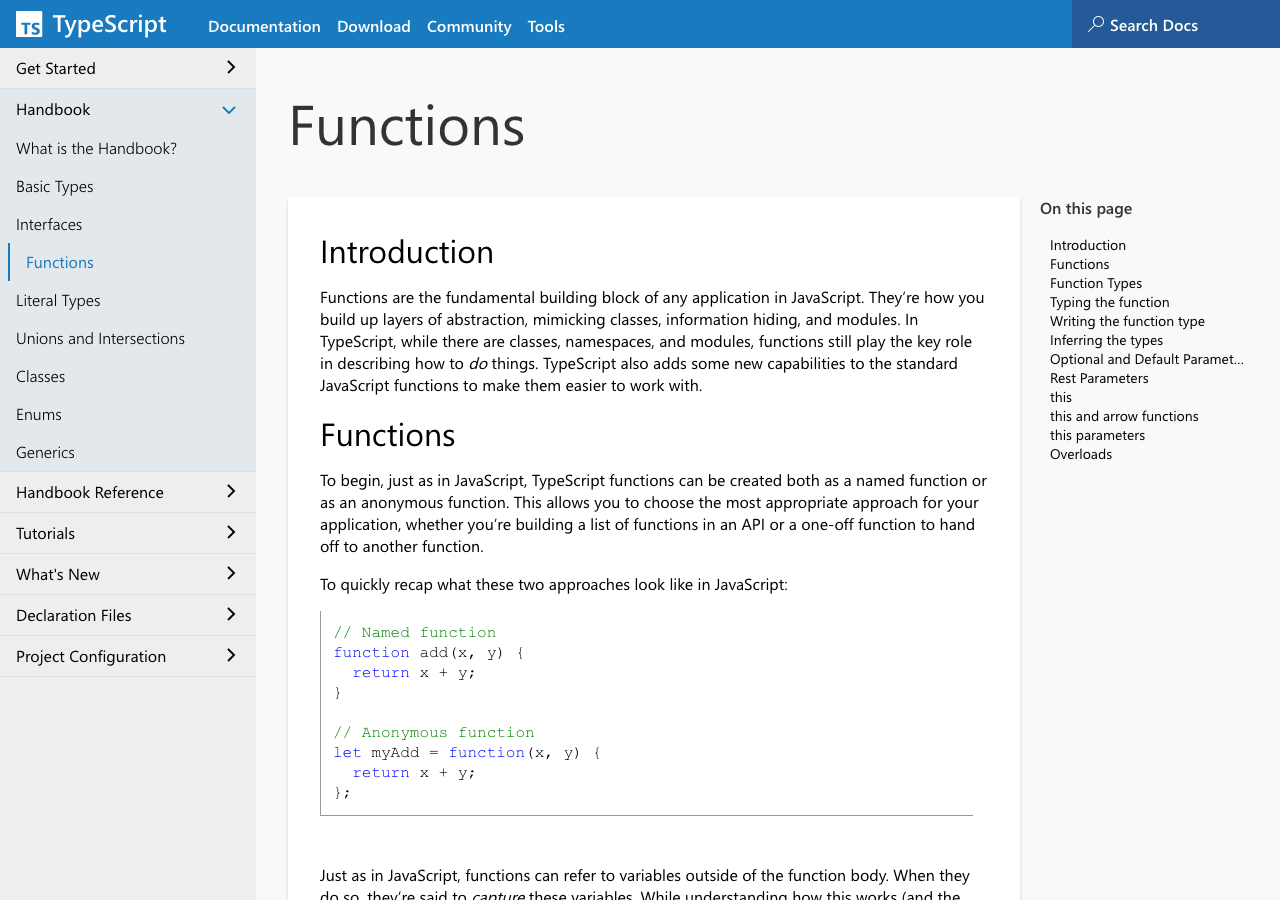 TS TypeScript
Documentation Download Community Tools
Search Docs
Get Started
Handbook
What is the Handbook?
Basic Types
Interfaces
Functions
Literal Types
Unions and Intersections
Classes
Enums
Generics
Handbook Reference
Tutorials
What's New
Declaration Files
Project Configuration
Functions
Introduction
Functions are the fundamental building block of any application in JavaScript. They’re how you
build up layers of abstraction, mimicking classes, information hiding, and modules. In
TypeScript, while there are classes, namespaces, and modules, functions still play the key role
in describing how to do things. TypeScript also adds some new capabilities to the standard
JavaScript functions to make them easier to work with.
Functions
To begin, just as in JavaScript, TypeScript functions can be created both as a named function or
as an anonymous function. This allows you to choose the most appropriate approach for your
application, whether you’re building a list of functions in an API or a one-off function to hand
off to another function.
To quickly recap what these two approaches look like in JavaScript:
// Named function
function add(x, y) {
  return x + y;
}
// Anonymous function
let myAdd = function(x, y) {
  return x + y;
};
Just as in JavaScript, functions can refer to variables outside of the function body. When they
do so, they’re said to capture these variables. While understanding how this works (and the
On this page
Introduction
Functions
Function Types
Typing the function
Writing the function type
Inferring the types
Optional and Default Paramet...
Rest Parameters
this
this and arrow functions
this parameters
Overloads